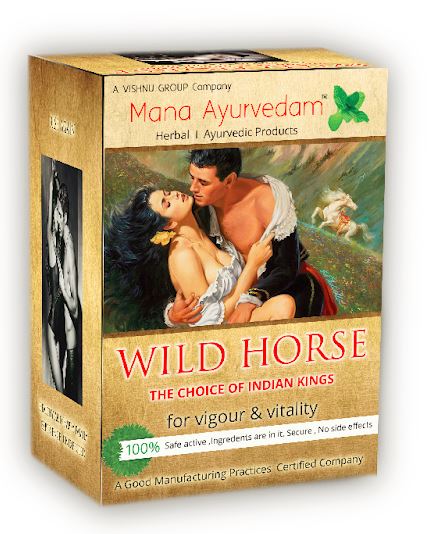 A VISHNU GROUP Company
Mana Ayurvedam™
Herbal I Ayurvedic Products
WILD HORSE
THE CHOICE OF INDIAN KINGS
for vigour & vitality
100% Safe active ,Ingredents are in it, Secure , No side effects
A Good Manufacturing Practices Certified Company